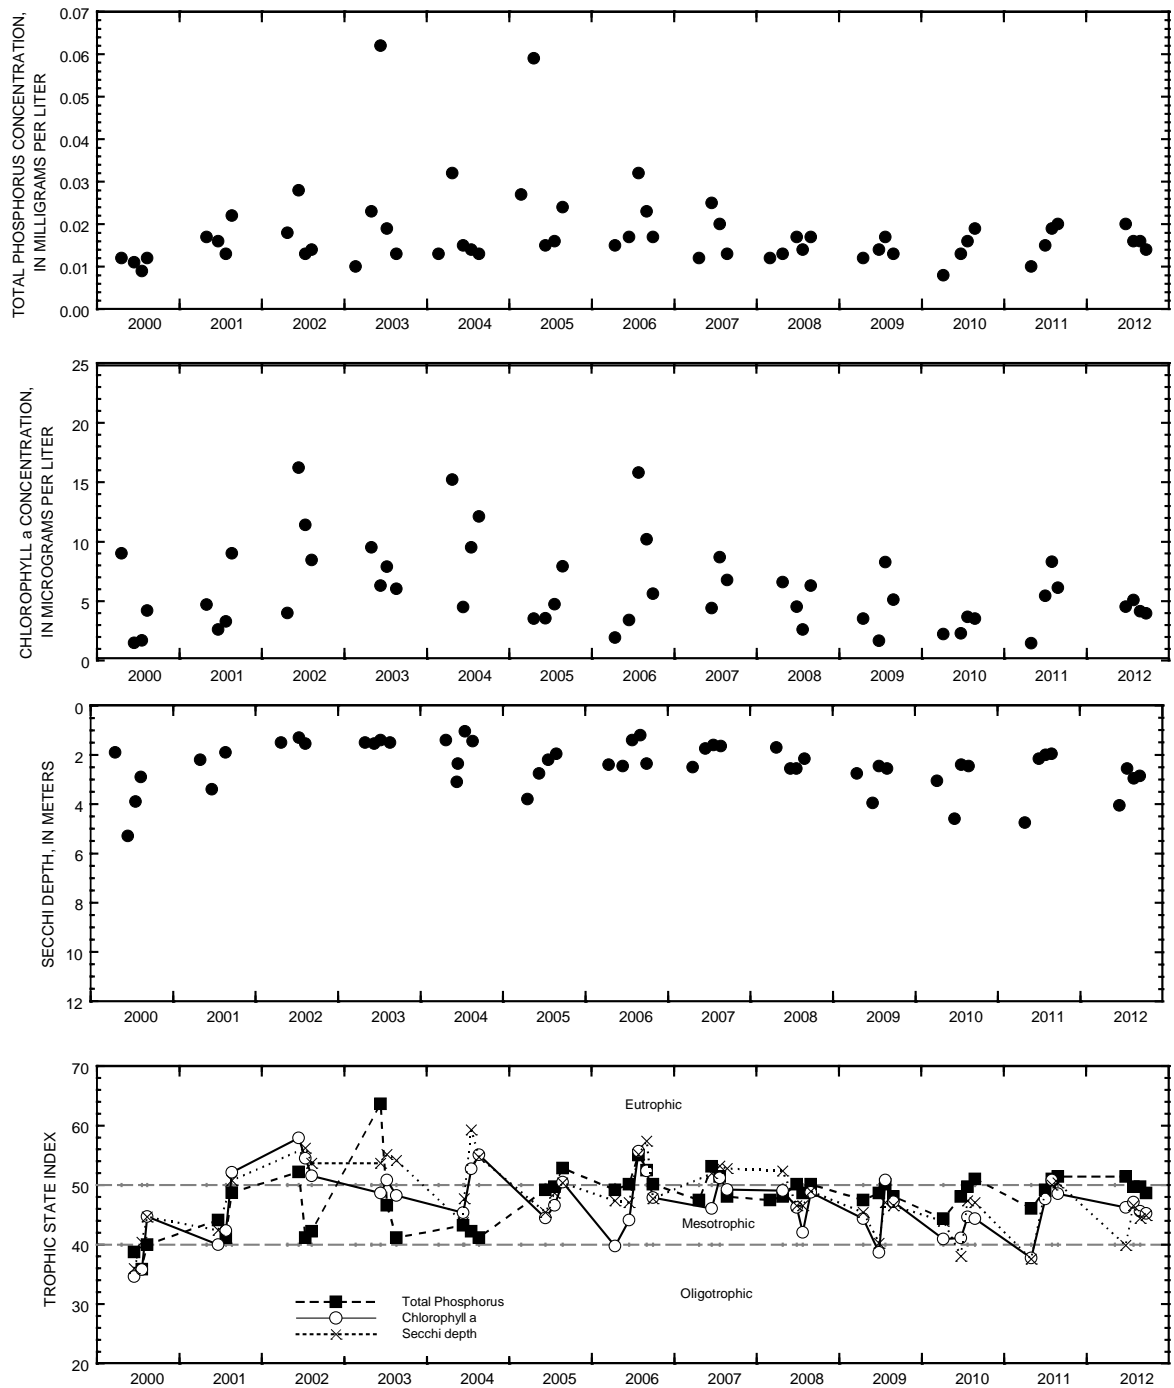 TOTAL PHOSPHORUS CONCENTRATION,
IN MILLIGRAMS PER LITER
0.07
0.06
0.05
0.04
0.03
0.02
0.01
0.00
2000 2001 2002 2003 2004 2005 2006 2007 2008 2009 2010 2011 2012
CHLOROPHYLL a CONCENTRATION,
IN MICROGRAMS PER LITER
25
20
15
10
5
0
2000 2001 2002 2003 2004 2005 2006 2007 2008 2009 2010 2011 2012
SECCHI DEPTH, IN METERS
0
2
4
6
8
10
12
2000 2001 2002 2003 2004 2005 2006 2007 2008 2009 2010 2011 2012
TROPHIC STATE INDEX
70
60
50
40
30
20
Eutrophic
Mesotrophic
Oligotrophic
Total Phosphorus
Chlorophyll a
Secchi depth
2000 2001 2002 2003 2004 2005 2006 2007 2008 2009 2010 2011 2012